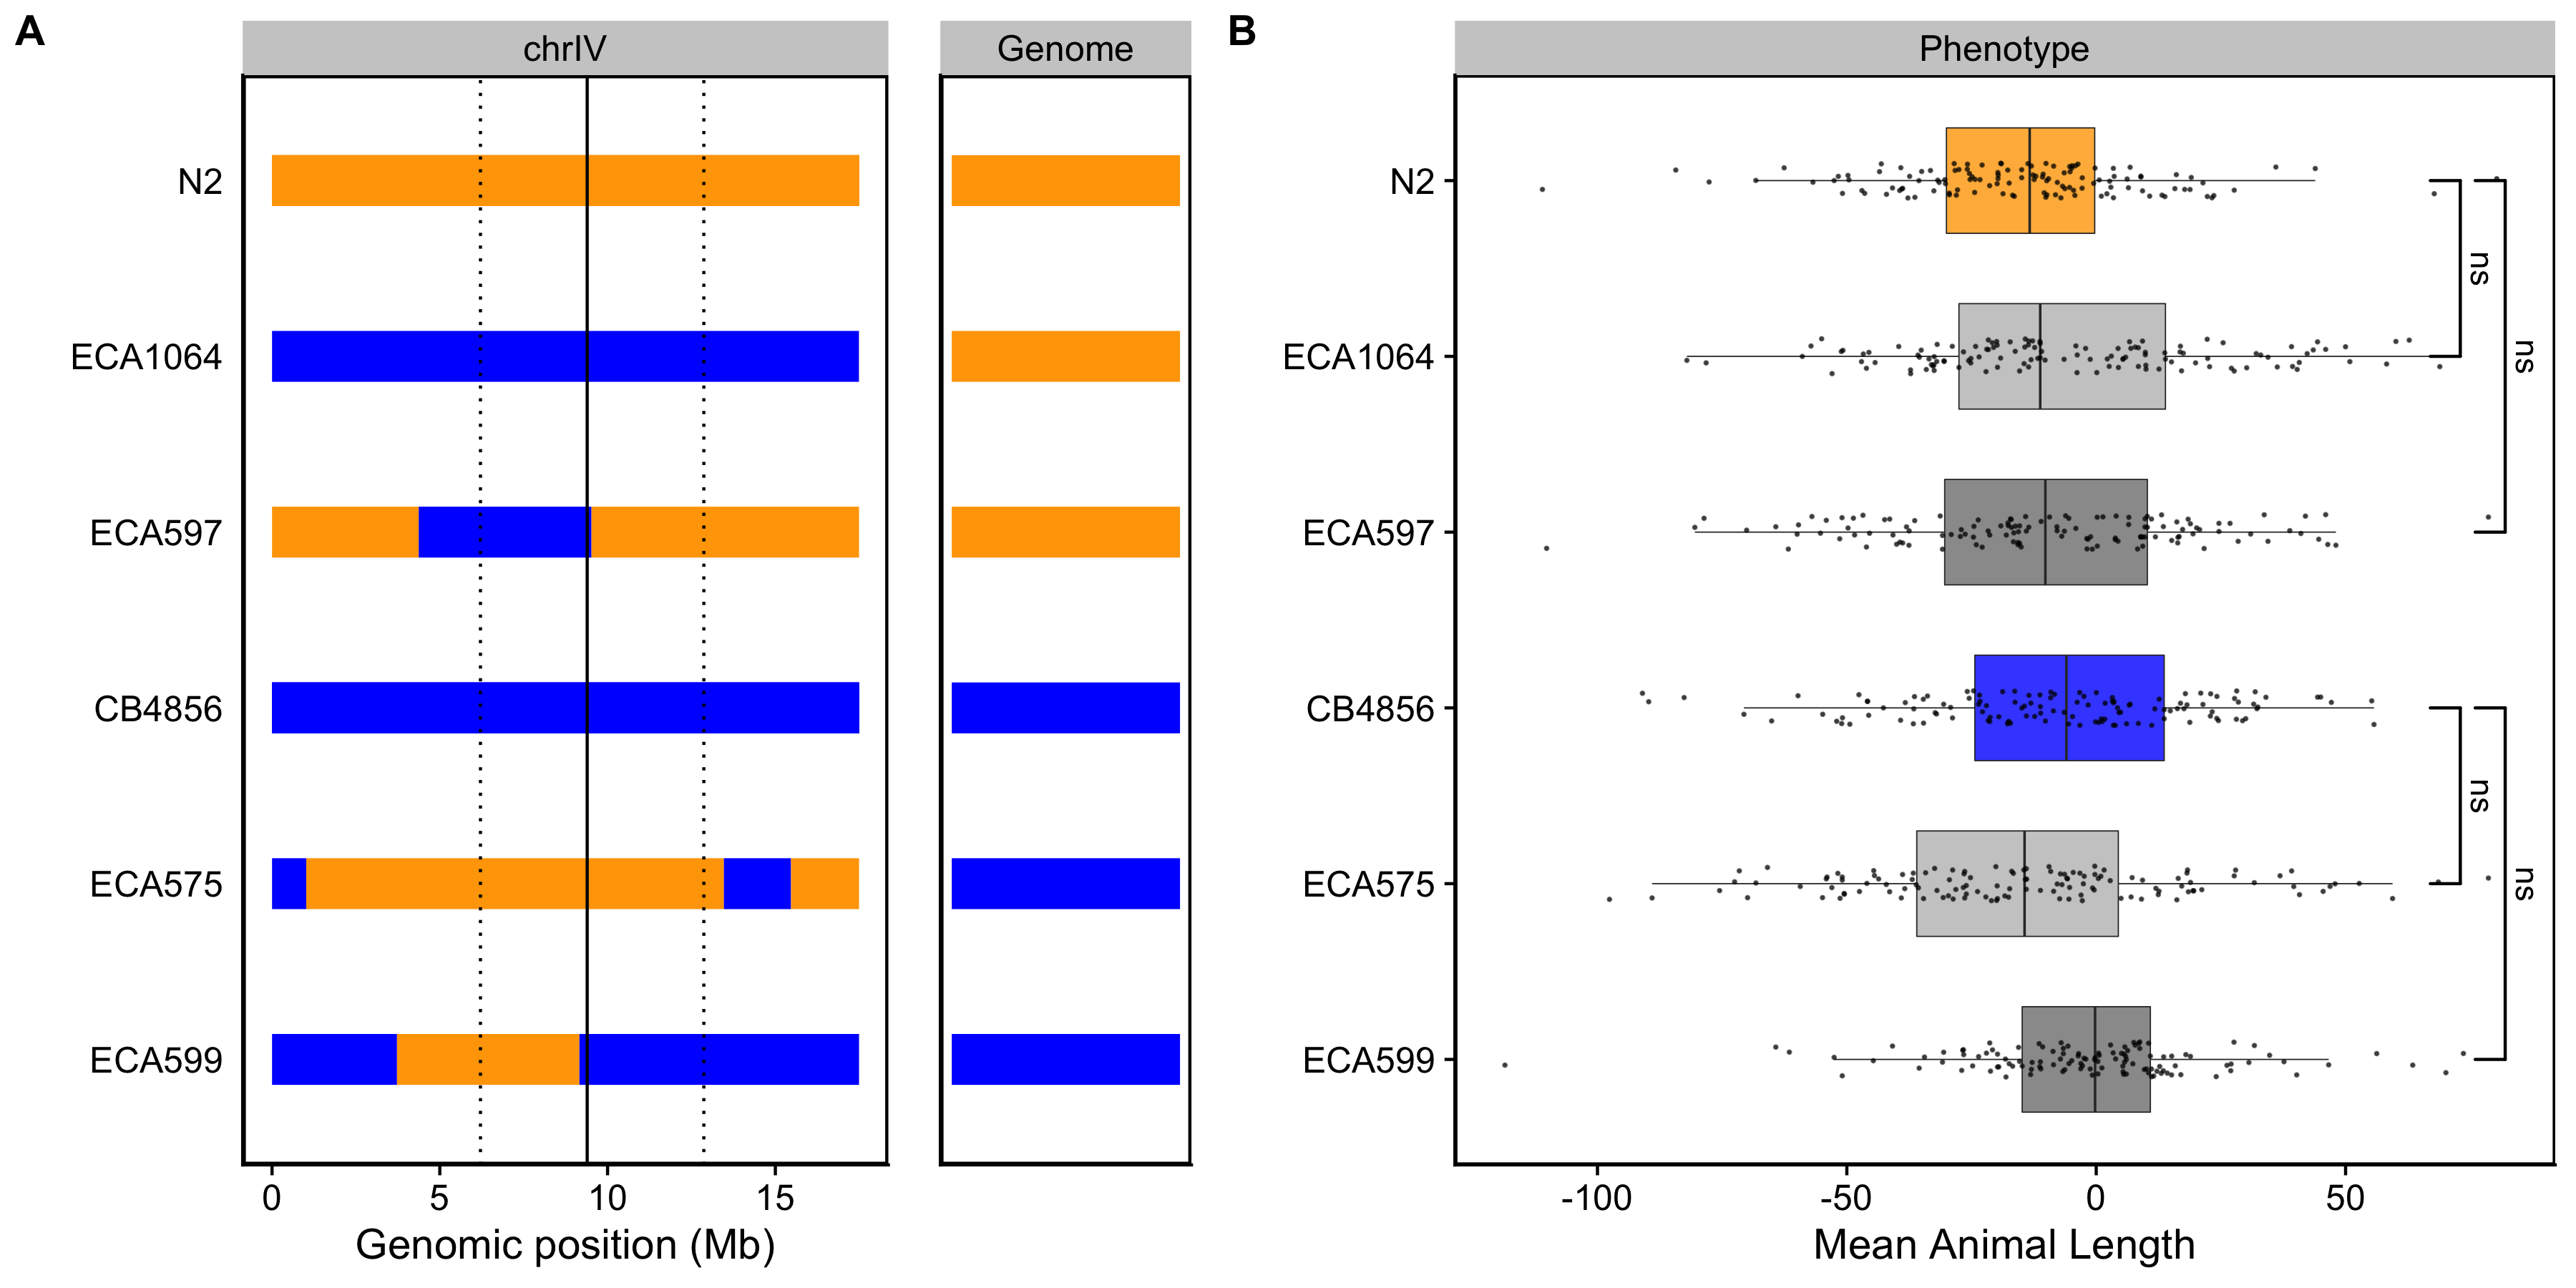 A
chrIV
Genome
N2
ECA1064
ECA597
CB4856
ECA575
ECA599
0 5 10 15
Genomic position (Mb)
B
Phenotype
N2
ECA1064
ECA597
CB4856
ECA575
ECA599
ns
ns
ns
ns
-100 -50 0 50
Mean Animal Length